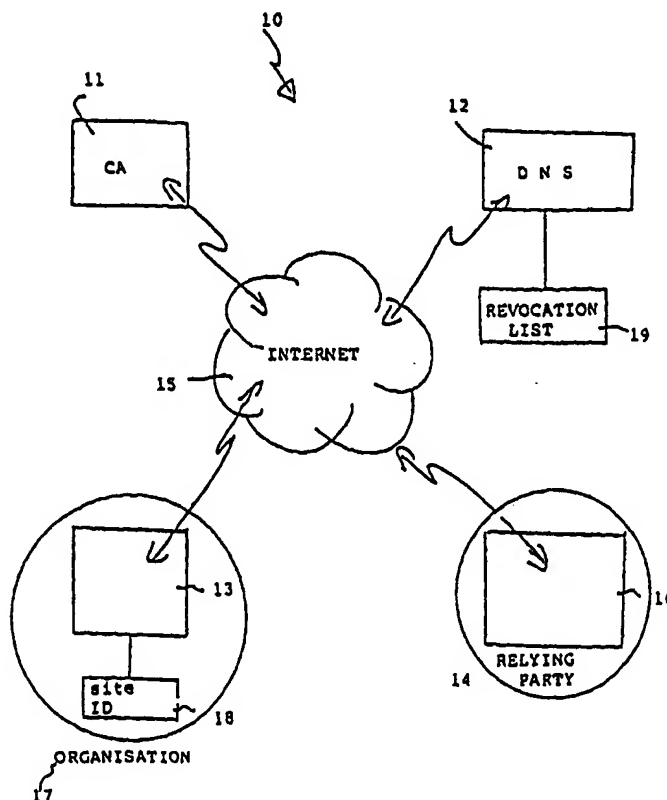 10
11
CA
12
D N S
REVOCATION
LIST
19
INTERNET
15
13
site
ID
18
ORGANISATION
17
14
RELYING
PARTY